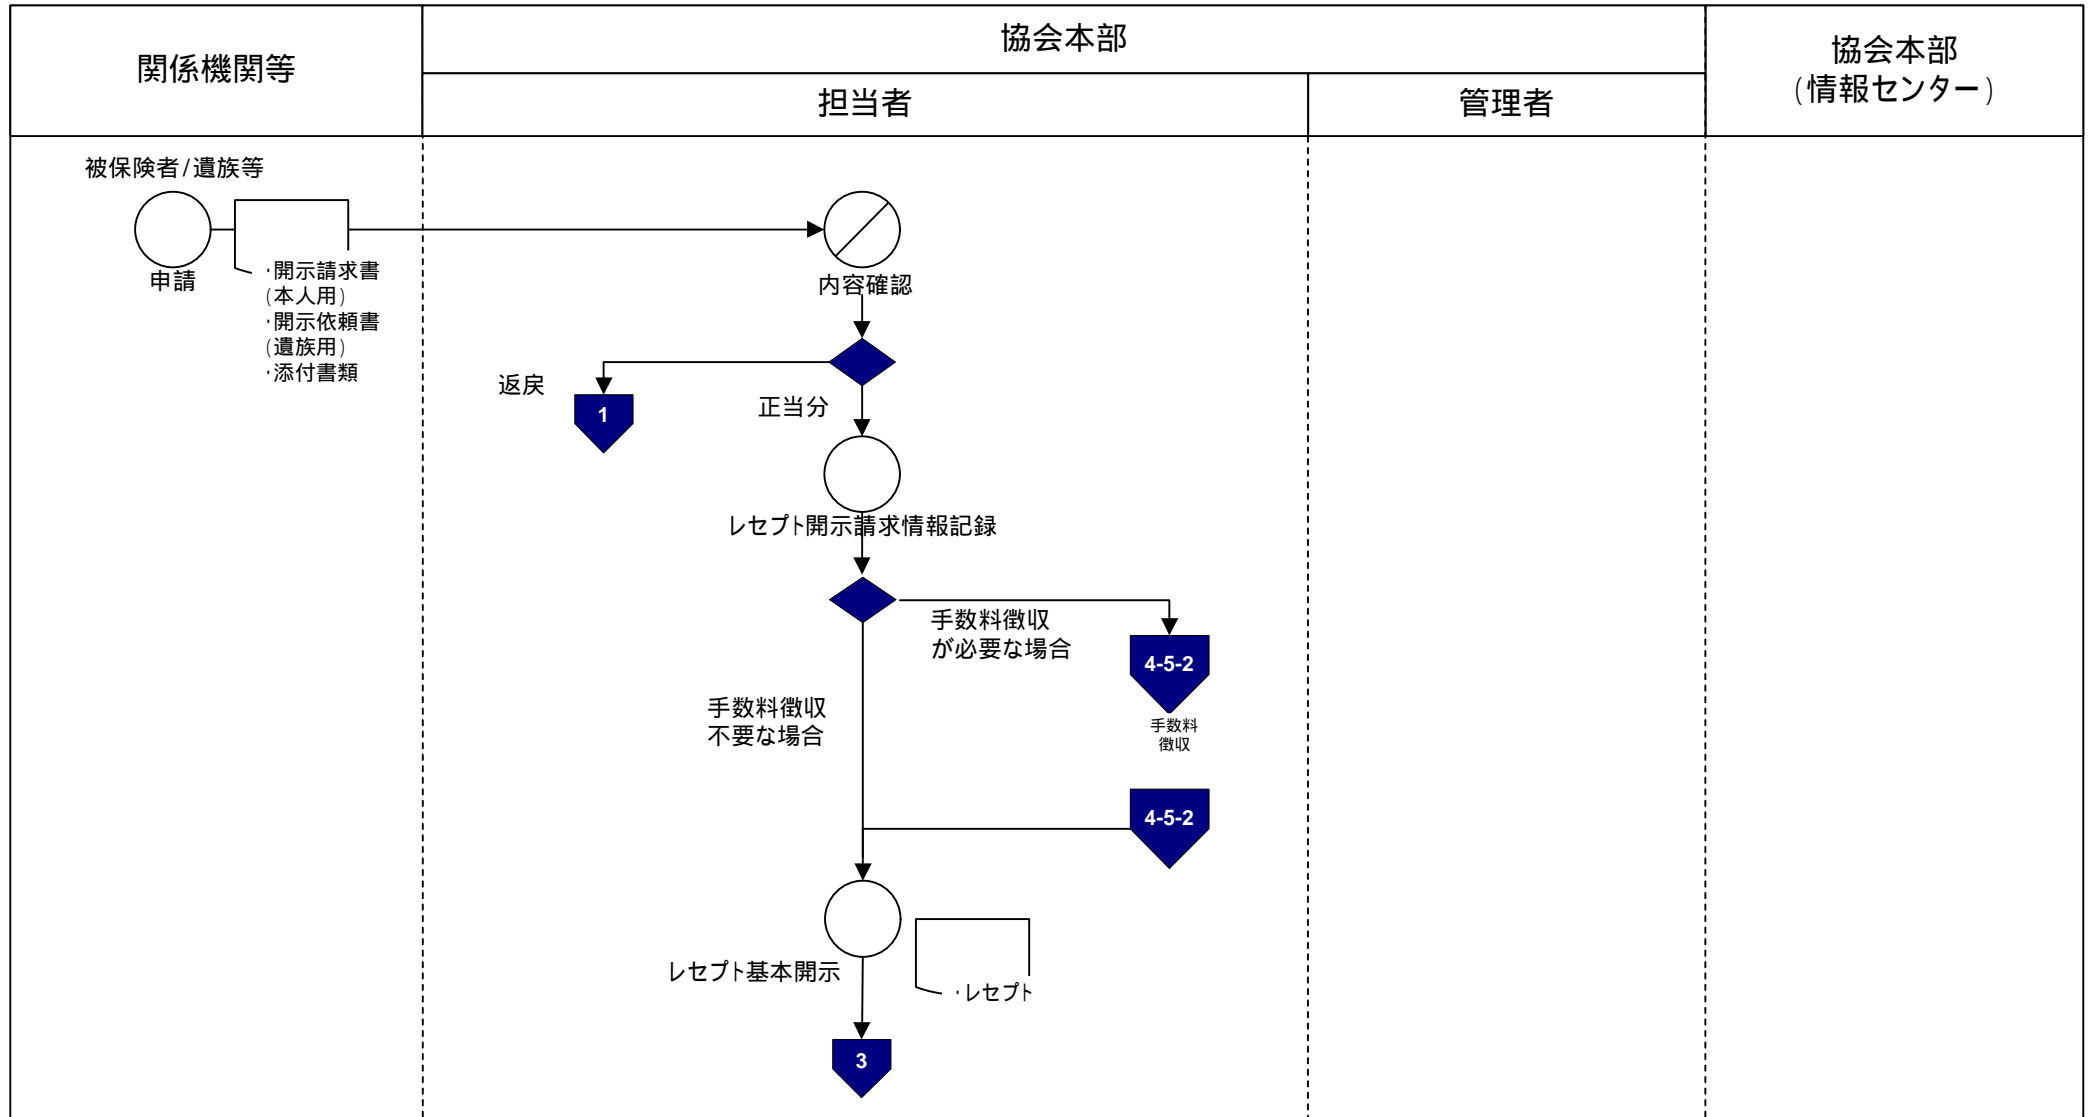 関係機関等
協会本部
担当者
管理者
協会本部
(情報センター)
被保険者/遺族等
申請
・開示請求書
(本人用)
・開示依頼書
(遺族用)
・添付書類
内容確認
返戻
1
正当分
レセプト開示請求情報記録
手数料徴収
が必要な場合
4-5-2
手数料
徴収
手数料徴収
不要な場合
4-5-2
レセプト基本開示
・レセプト
3